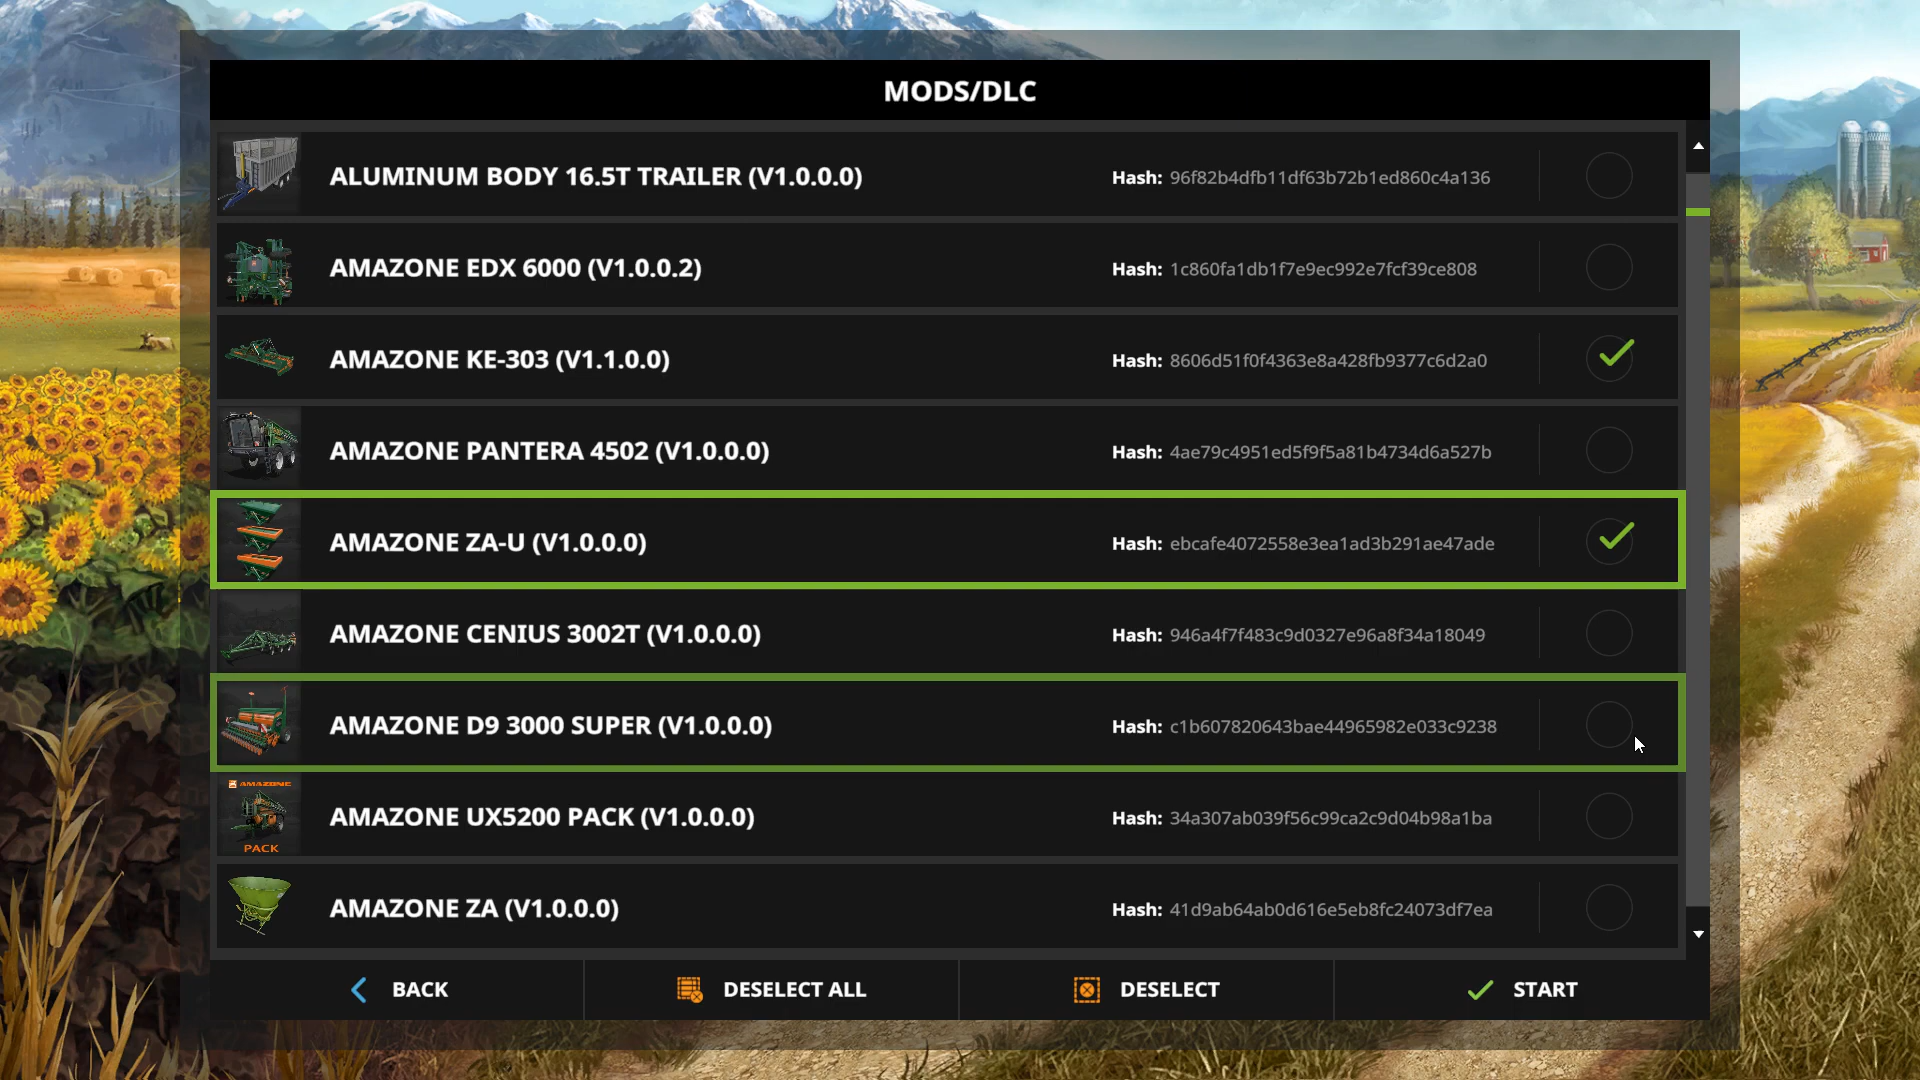 MODS/DLC
ALUMINUM BODY 16.5T TRAILER (V1.0.0.0) Hash: 96f82b4dfb11df63b72b1ed860c4a136
AMAZONE EDX 6000 (V1.0.0.2) Hash: 1c860fa1db1f7e9ec992e7fcf39ce808
AMAZONE KE-303 (V1.1.0.0) Hash: 8606d51f0f4363e8a428fb9377c6d2a0
AMAZONE PANTERA 4502 (V1.0.0.0) Hash: 4ae79c4951ed5f9f5a81b4734d6a527b
AMAZONE ZA-U (V1.0.0.0) Hash: ebcafe4072558e3ea1ad3b291ae47ade
AMAZONE CENIUS 3002T (V1.0.0.0) Hash: 946a4f7f483c9d0327e96a8f34a18049
AMAZONE D9 3000 SUPER (V1.0.0.0) Hash: c1b607820643bae44965982e033c9238
AMAZONE
PACK
AMAZONE UX5200 PACK (V1.0.0.0) Hash: 34a307ab039f56c99ca2c9d04b98a1ba
AMAZONE ZA (V1.0.0.0) Hash: 41d9ab64ab0d616e5eb8fc24073df7ea
BACK DESELECT ALL DESELECT START